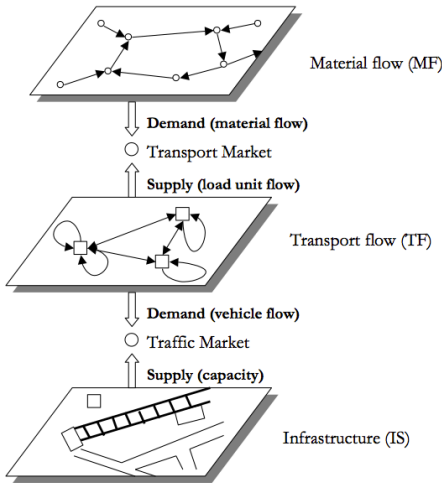 Material flow (MF)
Demand (material flow)
Transport Market
Supply (load unit flow)
Transport flow (TF)
Demand (vehicle flow)
Traffic Market
Supply (capacity)
Infrastructure (IS)